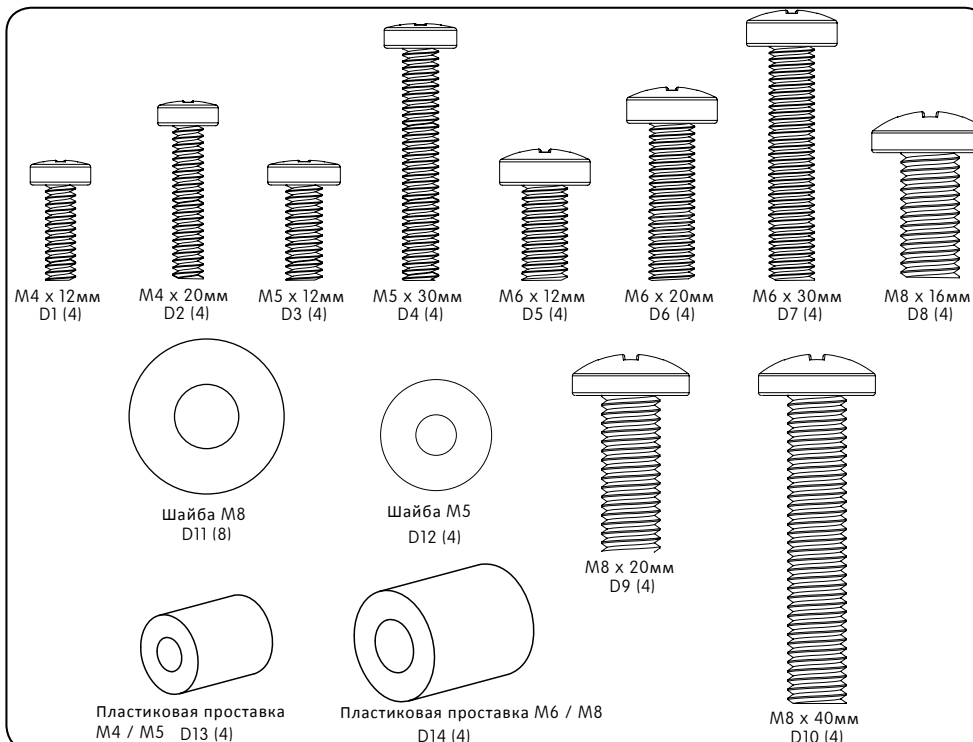 M4 x 12мм
D1 (4)
M4 x 20мм
D2 (4)
M5 x 12мм
D3 (4)
M5 x 30мм
D4 (4)
M6 x 12мм
D5 (4)
M6 x 20мм
D6 (4)
M6 x 30мм
D7 (4)
M8 x 16мм
D8 (4)
Шайба M8
D11 (8)
Шайба M5
D12 (4)
M8 x 20мм
D9 (4)
Пластиковая проставка
M4 / M5 D13 (4)
Пластиковая проставка M6 / M8
D14 (4)
M8 x 40мм
D10 (4)